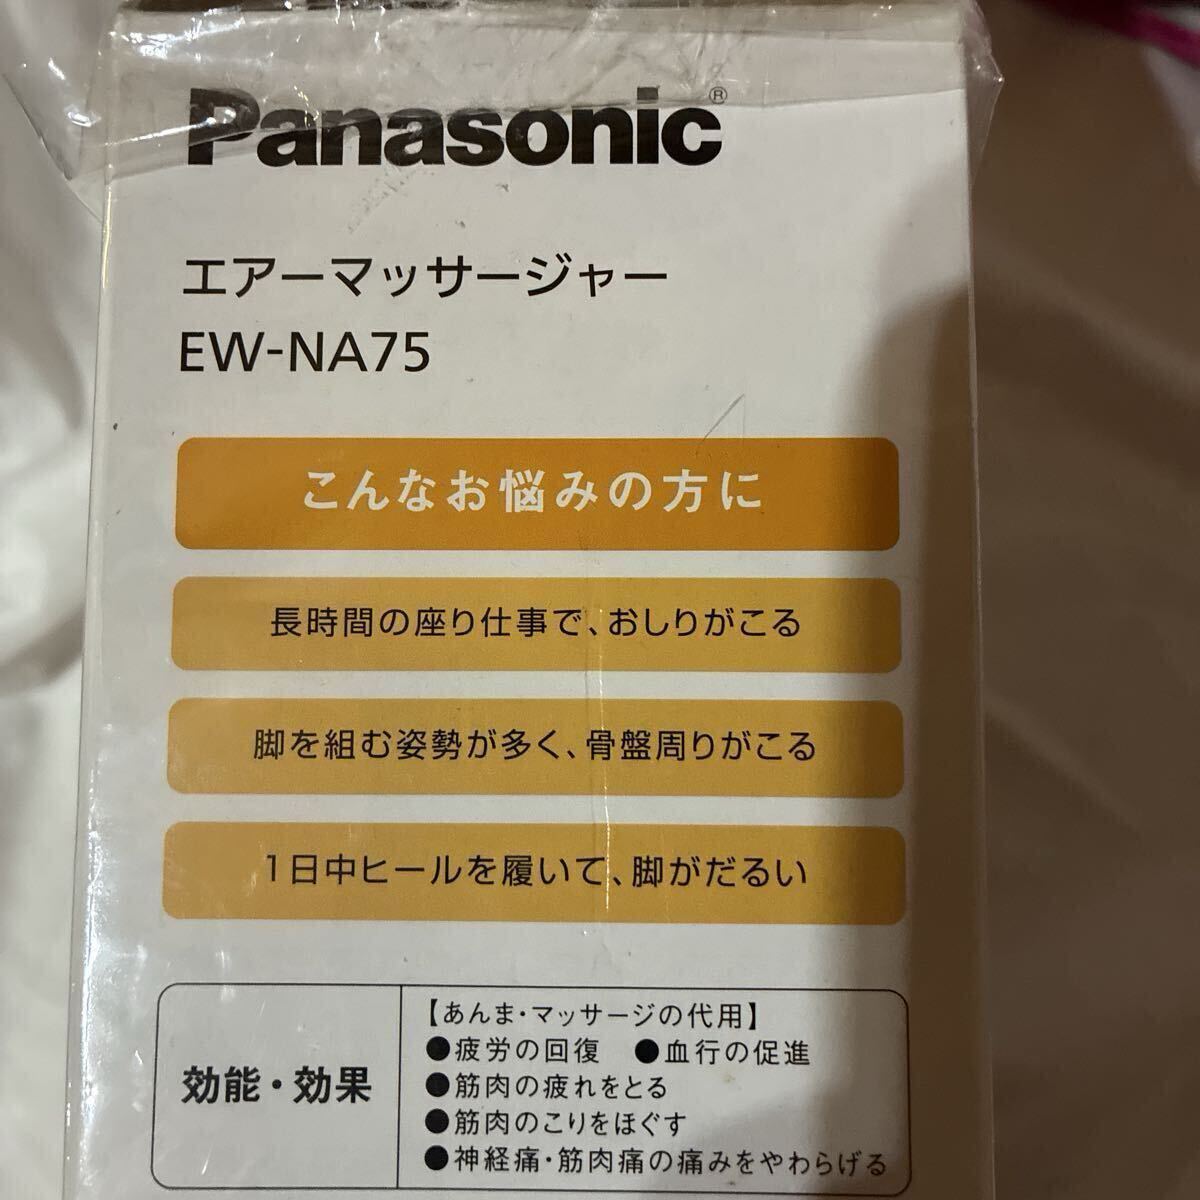 Panasonic®
エアーマッサージャー
EW-NA75
こんなお悩みの方に
長時間の座り仕事で、おしりがこる
脚を組む姿勢が多く、骨盤周りがこる
1日中ヒールを履いて、脚がだるい
効能・効果
【あんま・マッサージの代用】
●疲労の回復 ●血行の促進
●筋肉の疲れをとる
●筋肉のこりをほぐす
●神経痛・筋肉痛の痛みをやわらげる